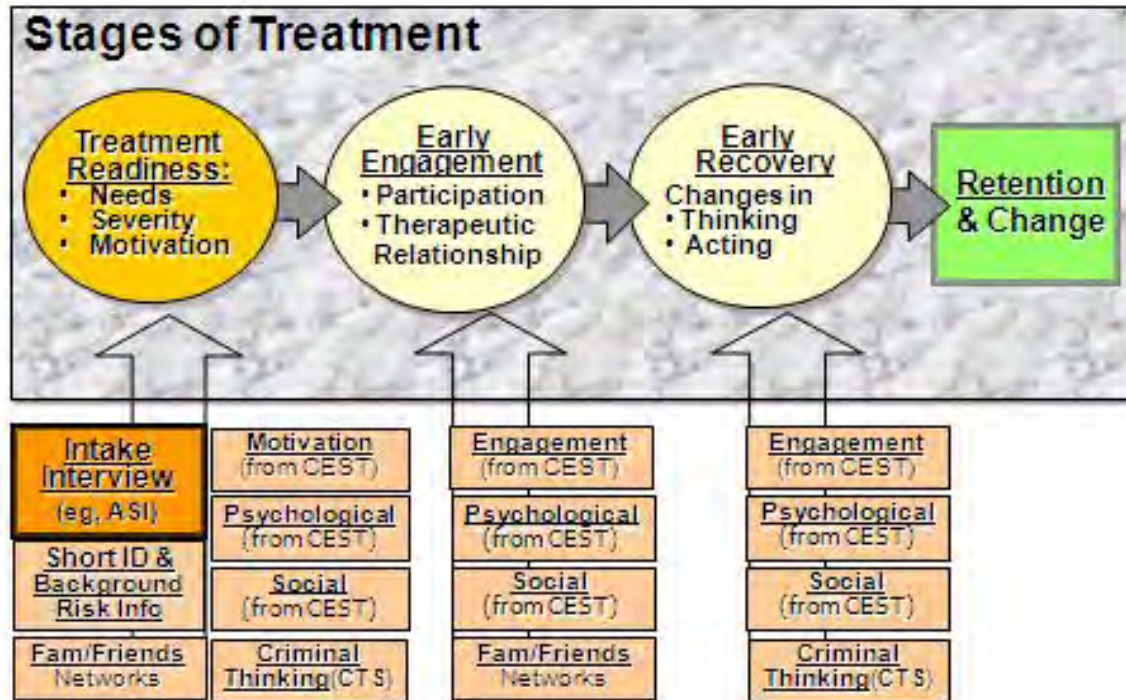 Stages of Treatment
Treatment
Readiness:
• Needs
• Severity
• Motivation
Early
Engagement
• Participation
• Therapeutic
Relationship
Early
Recovery
Changes in
• Thinking
• Acting
Retention
& Change
Intake
Interview
(eg, ASI)
Short ID &
Background
Risk Info
Fam/Friends
Networks
Motivation
(from CEST)
Psychological
(from CEST)
Social
(from CEST)
Criminal
Thinking(CTS)
Engagement
(from CEST)
Psychological
(from CEST)
Social
(from CEST)
Fam/Friends
Networks
Engagement
(from CEST)
Psychological
(from CEST)
Social
(from CEST)
Criminal
Thinking(CTS)